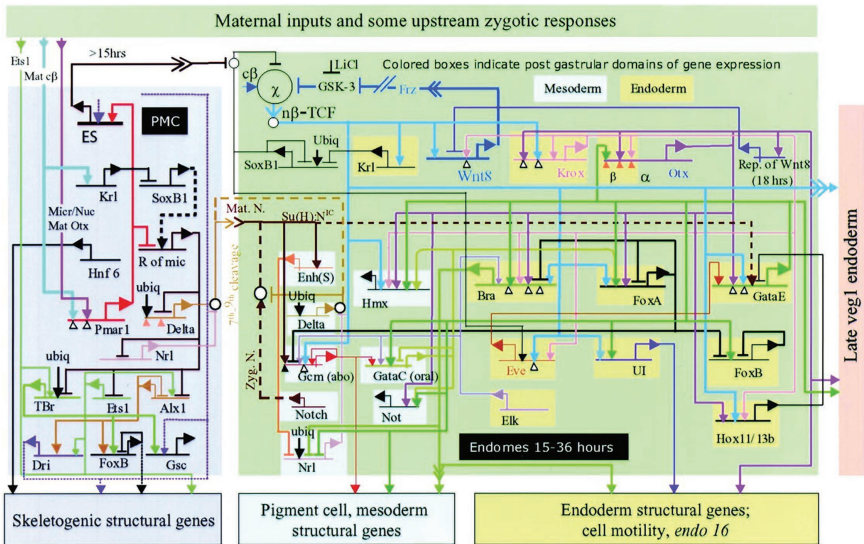 Maternal inputs and some upstream zygotic responses
Ets1
Mat cβ
>15hrs
LiCl
Colored boxes indicate post gastrular domains of gene expression
cβ
χ
GSK-3
Frz
Mesoderm
Endoderm
nβ-TCF
PMC
ES
Ubiq
SoxB1
Krl
Wnt8
Krox
β
α
Otx
Rep. of Wnt8
(18 hrs)
Krl
SoxB1
Micr/Nuc
Mat Otx
Mat. N.
Su(H):N^IC
Hnf 6
R of mic
7th_9th cleavage
Enh(S)
Hmx
Bra
FoxA
GataE
ubiq
Pmar1
Delta
Ubiq
Delta
Nrl
ubiq
Zyg. N.
Gcm (abo)
GataC (oral)
Eve
UI
FoxB
TBr
Ets1
Alx1
Notch
Not
Elk
Hox11/ 13b
ubiq
Nrl
Endomes 15-36 hours
Dri
FoxB
Gsc
Late veg1 endoderm
Skeletogenic structural genes
Pigment cell, mesoderm
structural genes
Endoderm structural genes;
cell motility, endo 16